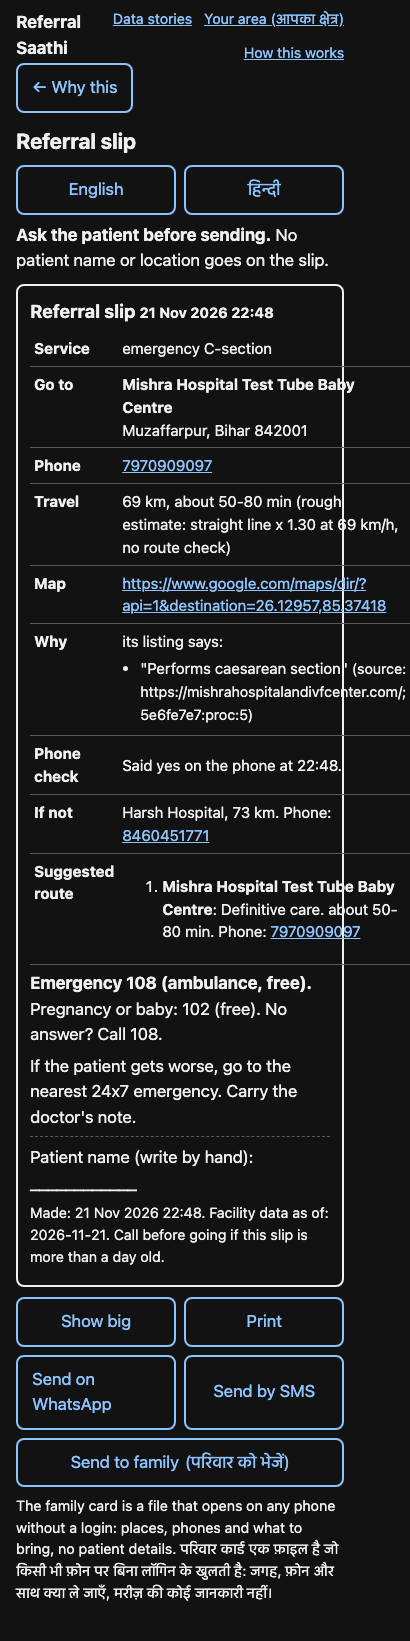 Referral Saathi
Data stories
Your area (आपका क्षेत्र)
How this works
← Why this
Referral slip
English
हिन्दी
Ask the patient before sending. No
patient name or location goes on the slip.
Referral slip 21 Nov 2026 22:48
Service emergency C-section
Go to Mishra Hospital Test Tube Baby
Centre
Muzaffarpur, Bihar 842001
Phone 7970909097
Travel 69 km, about 50-80 min (rough
estimate: straight line x 1.30 at 69 km/h,
no route check)
Map https://www.google.com/maps/dir/?
api=1&destination=26.12957,85.37418
Why its listing says:
• "Performs caesarean section" (source:
https://mishrahospitalandivfcenter.com/;
5e6fe7e7:proc:5)
Phone check Said yes on the phone at 22:48.
If not Harsh Hospital, 73 km. Phone:
8460451771
Suggested route 1. Mishra Hospital Test Tube Baby
Centre: Definitive care. about 50-
80 min. Phone: 7970909097
Emergency 108 (ambulance, free).
Pregnancy or baby: 102 (free). No
answer? Call 108.
If the patient gets worse, go to the
nearest 24x7 emergency. Carry the
doctor's note.
Patient name (write by hand):
____________
Made: 21 Nov 2026 22:48. Facility data as of:
2026-11-21. Call before going if this slip is
more than a day old.
Show big
Print
Send on
WhatsApp
Send by SMS
Send to family (परिवार को भेजें)
The family card is a file that opens on any phone
without a login: places, phones and what to
bring, no patient details. परिवार कार्ड एक फ़ाइल है जो
किसी भी फ़ोन पर बिना लॉगिन के खुलती है: जगह, फ़ोन और
साथ क्या ले जाएँ, मरीज़ की कोई जानकारी नहीं।